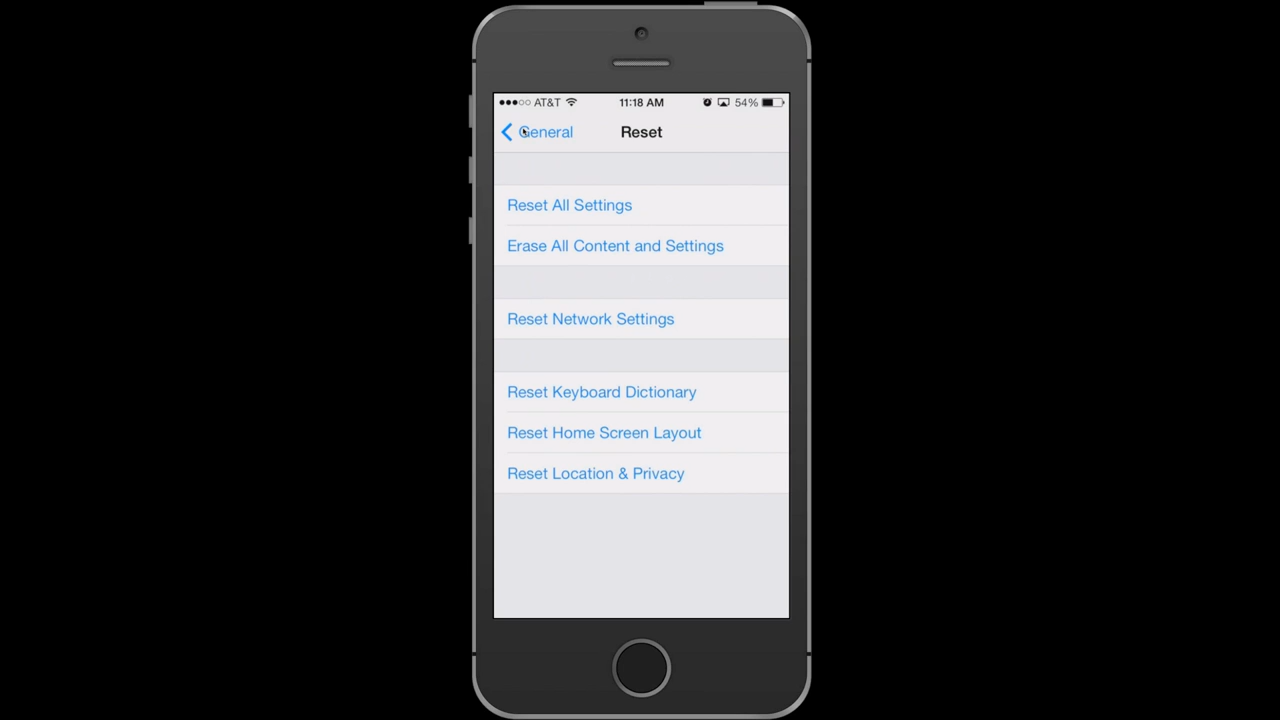 AT&T 11:18 AM 54%
General Reset
Reset All Settings
Erase All Content and Settings
Reset Network Settings
Reset Keyboard Dictionary
Reset Home Screen Layout
Reset Location & Privacy